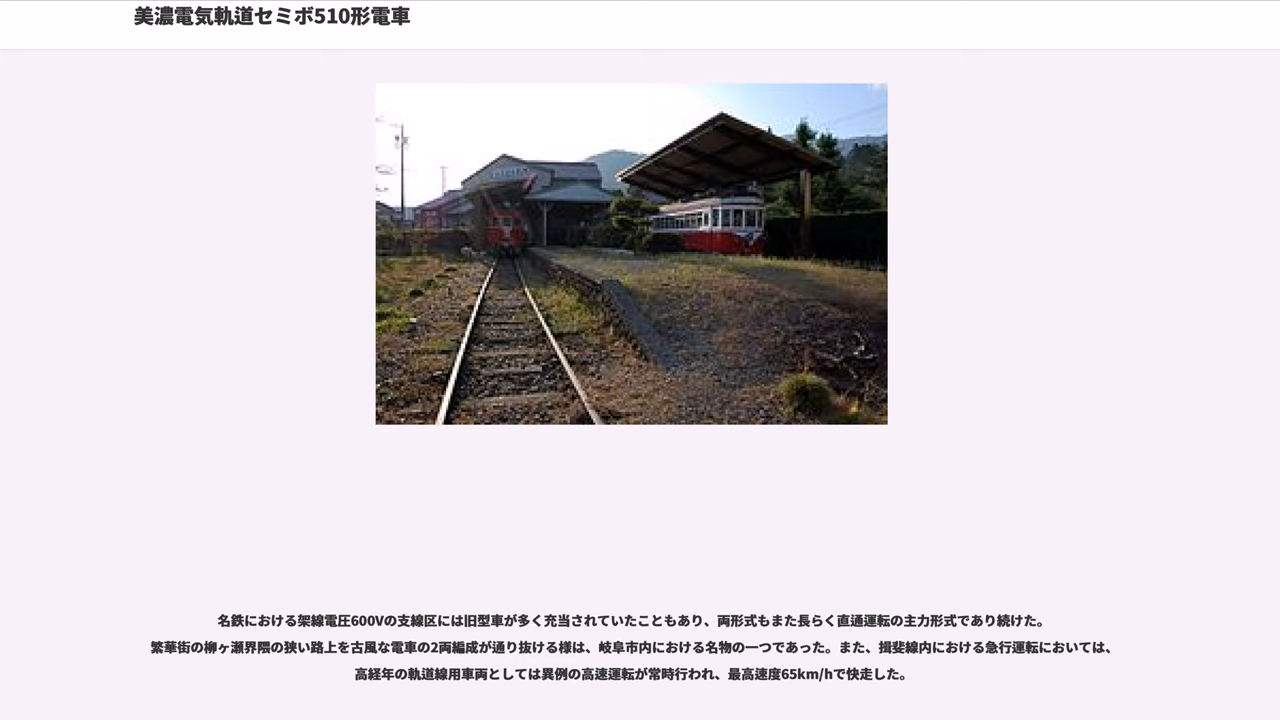 美濃電気軌道セミボ510形電車
名鉄における架線電圧600Vの支線区には旧型車が多く充当されていたこともあり、両形式もまた長らく直通運転の主力形式であり続けた。
繁華街の柳ヶ瀬界隈の狭い路上を古風な電車の2両編成が通り抜ける様は、岐阜市内における名物の一つであった。また、揖斐線内における急行運転においては、
高経年の軌道線用車両としては異例の高速運転が常時行われ、最高速度65km/hで快走した。